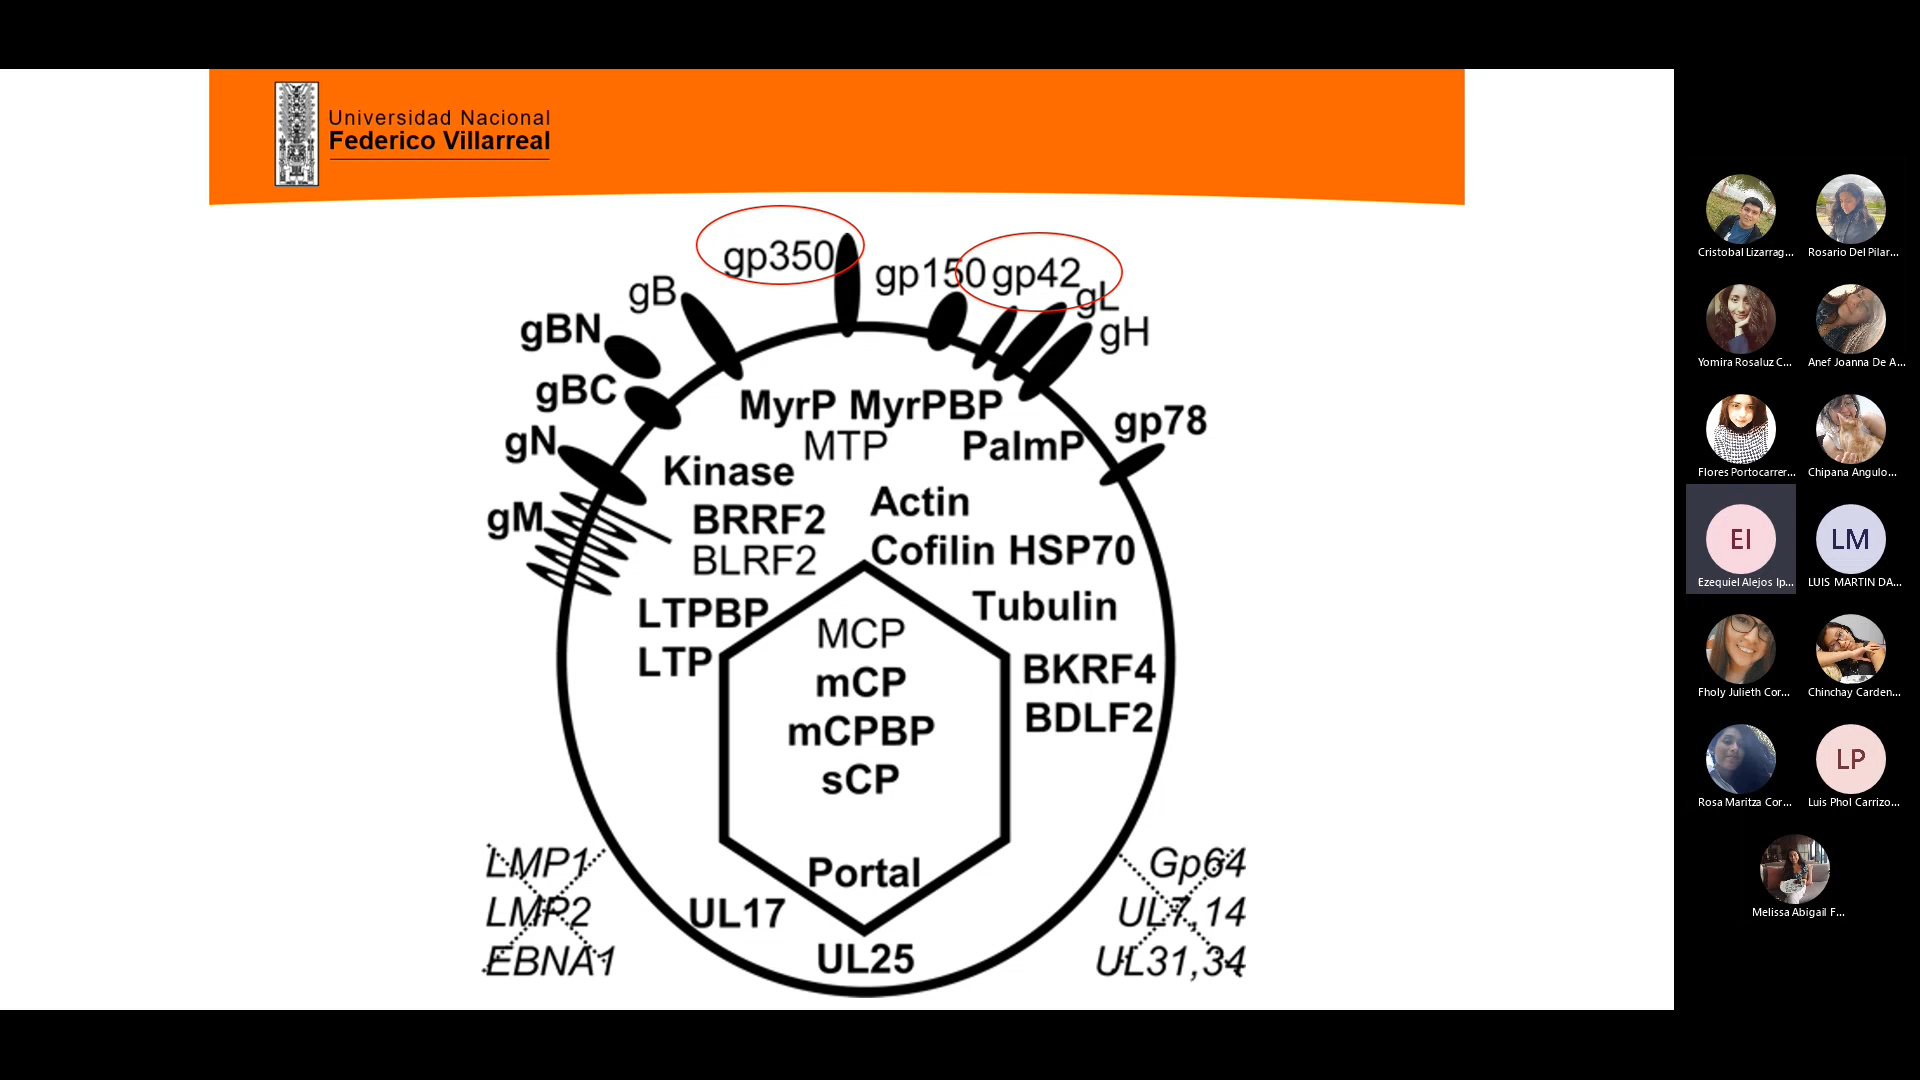 Universidad Nacional
Federico Villarreal
gp350
gp150 gp42
gL
gH
gB
gBN
gBC
gN
gM
gp78
MyrP MyrPBP
MTP PalmP
Kinase
BRRF2
BLRF2
Actin
Cofilin HSP70
Tubulin
LTPBP
LTP
MCP
mCP
mCPBP
sCP
Portal
BKRF4
BDLF2
UL17
UL25
LMP1
LMP2
EBNA1
Gp64
UL7,14
UL31,34
Cristobal Lizarrag...
Rosario Del Pilar...
Yomira Rosaluz C...
Anef Joanna De A...
Flores Portocarrer...
Chipana Angulo...
EI
Ezequiel Alejos Ip...
LM
LUIS MARTIN DA...
Fholy Julieth Cor...
Chinchay Carden...
Rosa Maritza Cor...
LP
Luis Phol Carrizo...
Melissa Abigail F...